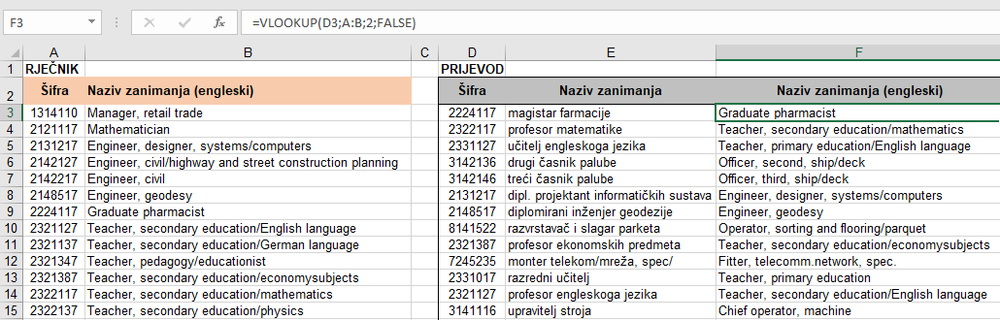 F3 fx =VLOOKUP(D3;A:B;2;FALSE)
A B C D E F
1 RJEČNIK PRIJEVOD
2 Šifra Naziv zanimanja (engleski) Šifra Naziv zanimanja Naziv zanimanja (engleski)
3 1314110 Manager, retail trade 2224117 magistar farmacije Graduate pharmacist
4 2121117 Mathematician 2322117 profesor matematike Teacher, secondary education/mathematics
5 2131217 Engineer, designer, systems/computers 2331127 učitelj engleskoga jezika Teacher, primary education/English language
6 2142127 Engineer, civil/highway and street construction planning 3142136 drugi časnik palube Officer, second, ship/deck
7 2142217 Engineer, civil 3142146 treći časnik palube Officer, third, ship/deck
8 2148517 Engineer, geodesy 2131217 dipl. projektant informatičkih sustava Engineer, designer, systems/computers
9 2224117 Graduate pharmacist 2148517 diplomirani inženjer geodezije Engineer, geodesy
10 2321127 Teacher, secondary education/English language 8141522 razvrstavač i slagar parketa Operator, sorting and flooring/parquet
11 2321137 Teacher, secondary education/German language 2321387 profesor ekonomskih predmeta Teacher, secondary education/economysubjects
12 2321347 Teacher, pedagogy/educationist 7245235 monter telekom/mreža, spec/ Fitter, telecomm.network, spec.
13 2321387 Teacher, secondary education/economysubjects 2331017 razredni učitelj Teacher, primary education
14 2322117 Teacher, secondary education/mathematics 2321127 profesor engleskoga jezika Teacher, secondary education/English language
15 2322137 Teacher, secondary education/physics 3141116 upravitelj stroja Chief operator, machine